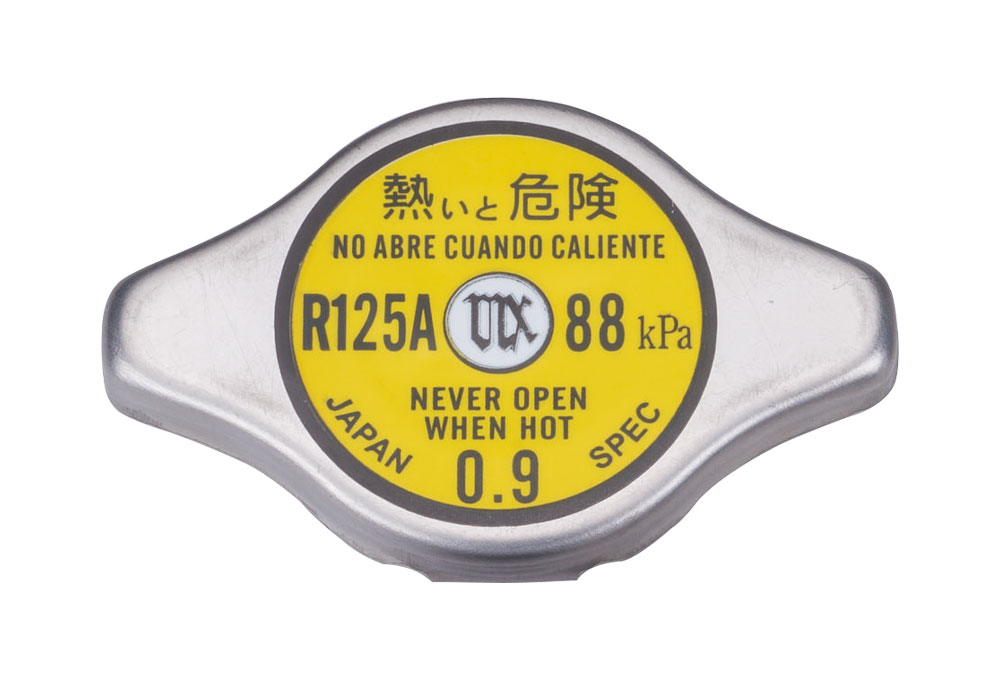 熱いと危険
NO ABRE CUANDO CALIENTE
R125A 88 kPa
NEVER OPEN
WHEN HOT
JAPAN SPEC
0.9